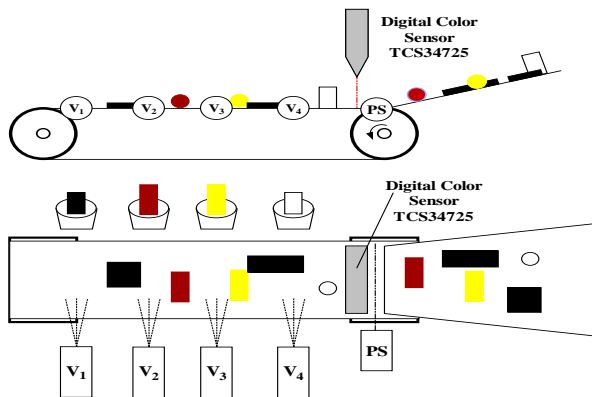 Digital Color
Sensor
TCS34725
V1 V2 V3 V4 PS
Digital Color
Sensor
TCS34725
V1 V2 V3 V4 PS